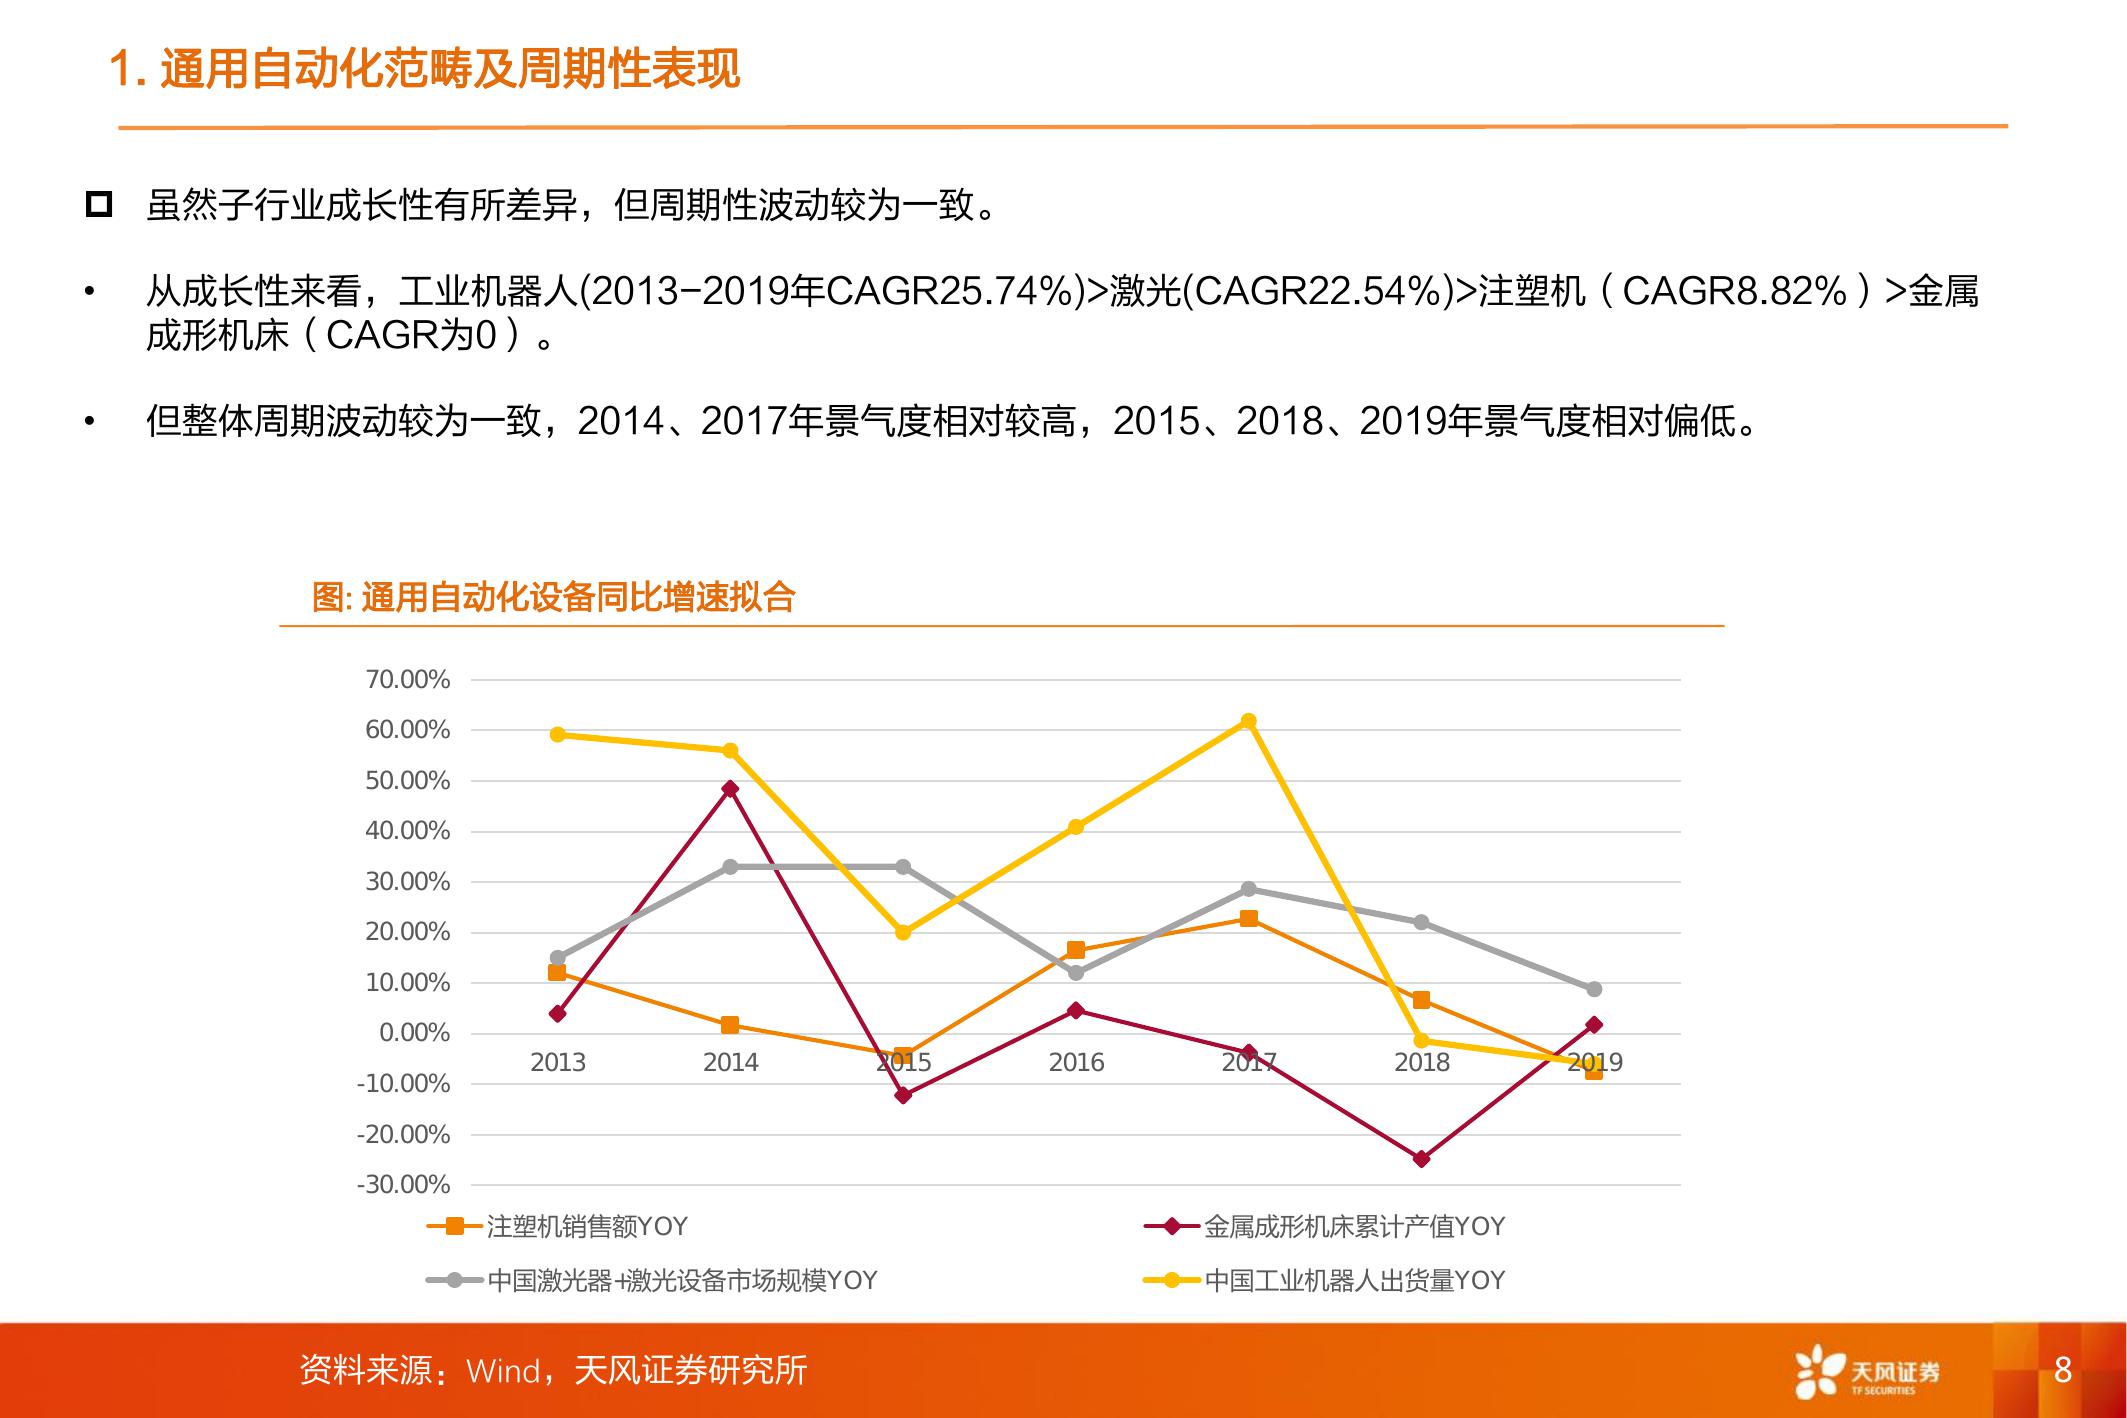 1. 通用自动化范畴及周期性表现
虽然子行业成长性有所差异，但周期性波动较为一致。
• 从成长性来看，工业机器人(2013-2019年CAGR25.74%)>激光(CAGR22.54%)>注塑机（CAGR8.82%）>金属
成形机床（CAGR为0）。
• 但整体周期波动较为一致，2014、2017年景气度相对较高，2015、2018、2019年景气度相对偏低。
图: 通用自动化设备同比增速拟合
70.00%
60.00%
50.00%
40.00%
30.00%
20.00%
10.00%
0.00%
2013 2014 2015 2016 2017 2018 2019
-10.00%
-20.00%
-30.00%
注塑机销售额YOY 金属成形机床累计产值YOY
中国激光器+激光设备市场规模YOY 中国工业机器人出货量YOY
资料来源：Wind，天风证券研究所
天风证券
TF SECURITIES
8